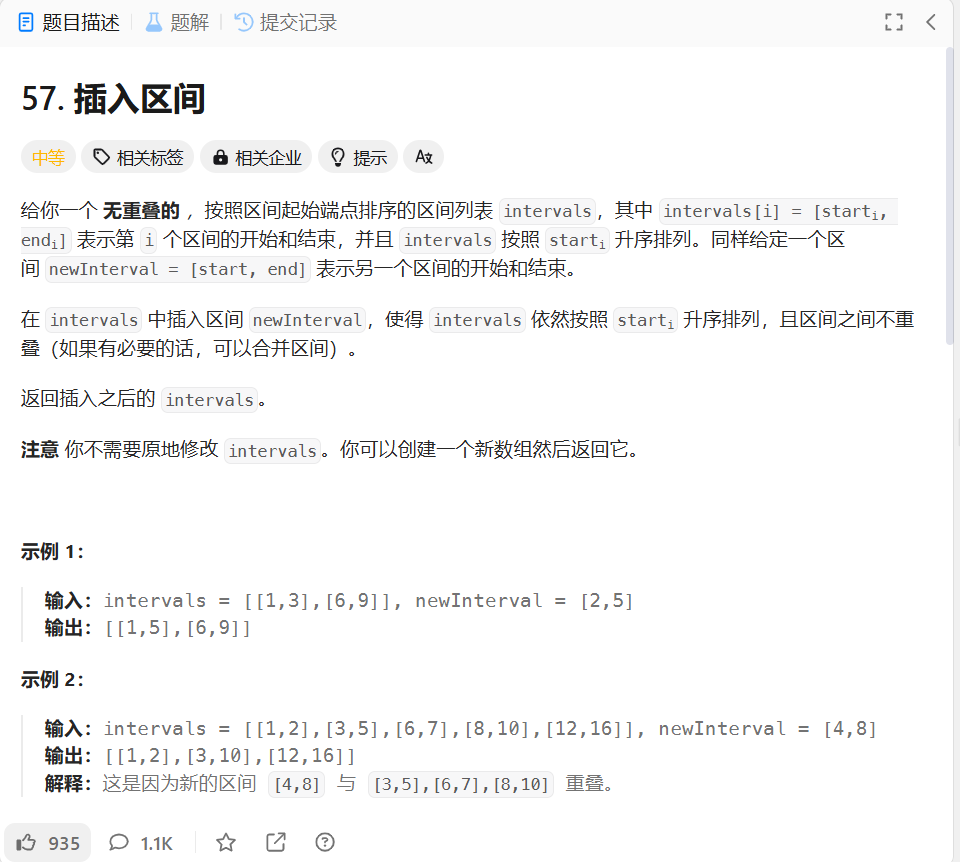 题目描述 题解 提交记录
57. 插入区间
中等 相关标签 相关企业 提示 Aｘ
给你一个 无重叠的 ，按照区间起始端点排序的区间列表 intervals，其中 intervals[i] = [starti,
endi] 表示第 i 个区间的开始和结束，并且 intervals 按照 starti 升序排列。同样给定一个区
间 newInterval = [start, end] 表示另一个区间的开始和结束。
在 intervals 中插入区间 newInterval，使得 intervals 依然按照 starti 升序排列，且区间之间不重
叠（如果有必要的话，可以合并区间）。
返回插入之后的 intervals。
注意 你不需要原地修改 intervals。你可以创建一个新数组然后返回它。
示例 1：
输入：intervals = [[1,3],[6,9]], newInterval = [2,5]
输出：[[1,5],[6,9]]
示例 2：
输入：intervals = [[1,2],[3,5],[6,7],[8,10],[12,16]], newInterval = [4,8]
输出：[[1,2],[3,10],[12,16]]
解释：这是因为新的区间 [4,8] 与 [3,5],[6,7],[8,10] 重叠。
935 1.1K